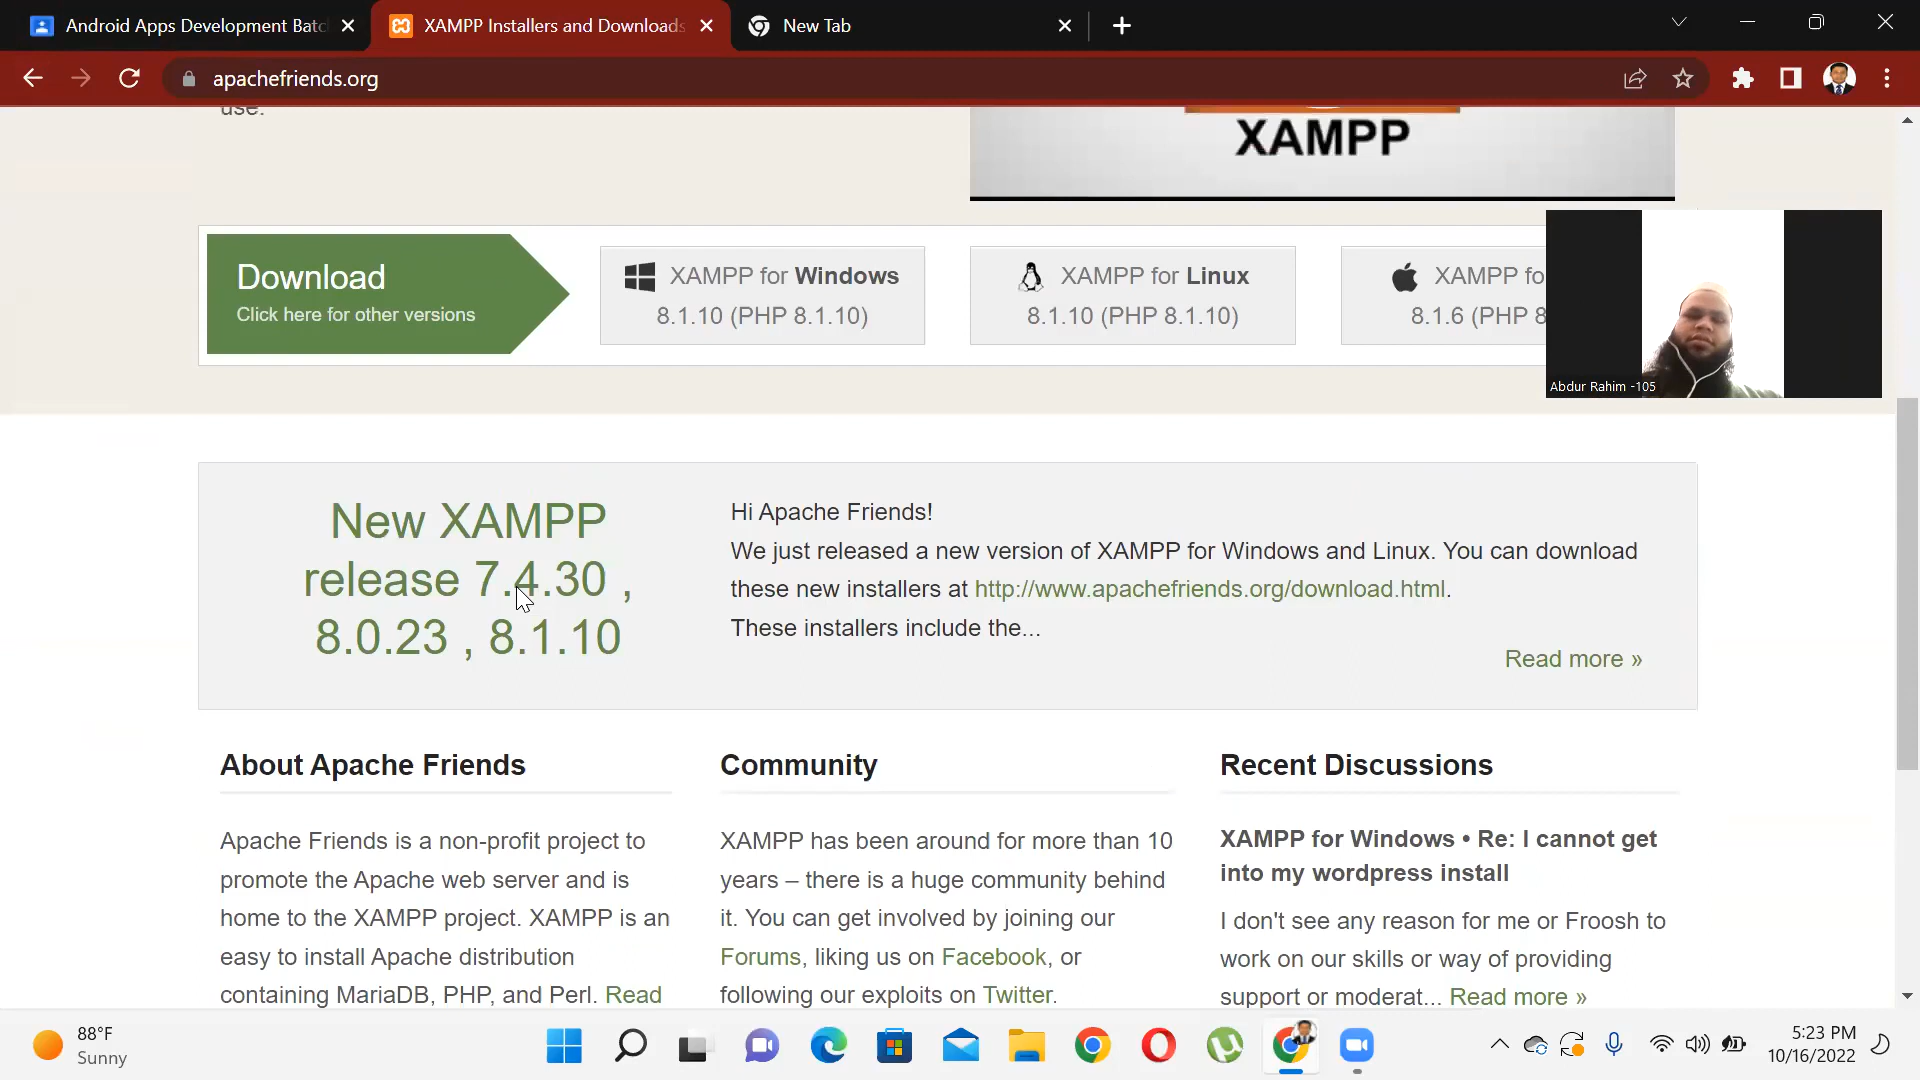 Android Apps Development Batc
XAMPP Installers and Downloads
New Tab
apachefriends.org
use.
XAMPP
Download
Click here for other versions
XAMPP for Windows
8.1.10 (PHP 8.1.10)
XAMPP for Linux
8.1.10 (PHP 8.1.10)
XAMPP fo
8.1.6 (PHP 8
Abdur Rahim -105
New XAMPP
release 7.4.30 ,
8.0.23 , 8.1.10
Hi Apache Friends!
We just released a new version of XAMPP for Windows and Linux. You can download
these new installers at http://www.apachefriends.org/download.html.
These installers include the...
Read more »
About Apache Friends
Apache Friends is a non-profit project to
promote the Apache web server and is
home to the XAMPP project. XAMPP is an
easy to install Apache distribution
containing MariaDB, PHP, and Perl. Read
Community
XAMPP has been around for more than 10
years – there is a huge community behind
it. You can get involved by joining our
Forums, liking us on Facebook, or
following our exploits on Twitter.
Recent Discussions
XAMPP for Windows • Re: I cannot get
into my wordpress install
I don't see any reason for me or Froosh to
work on our skills or way of providing
support or moderat... Read more »
88°F
Sunny
5:23 PM
10/16/2022